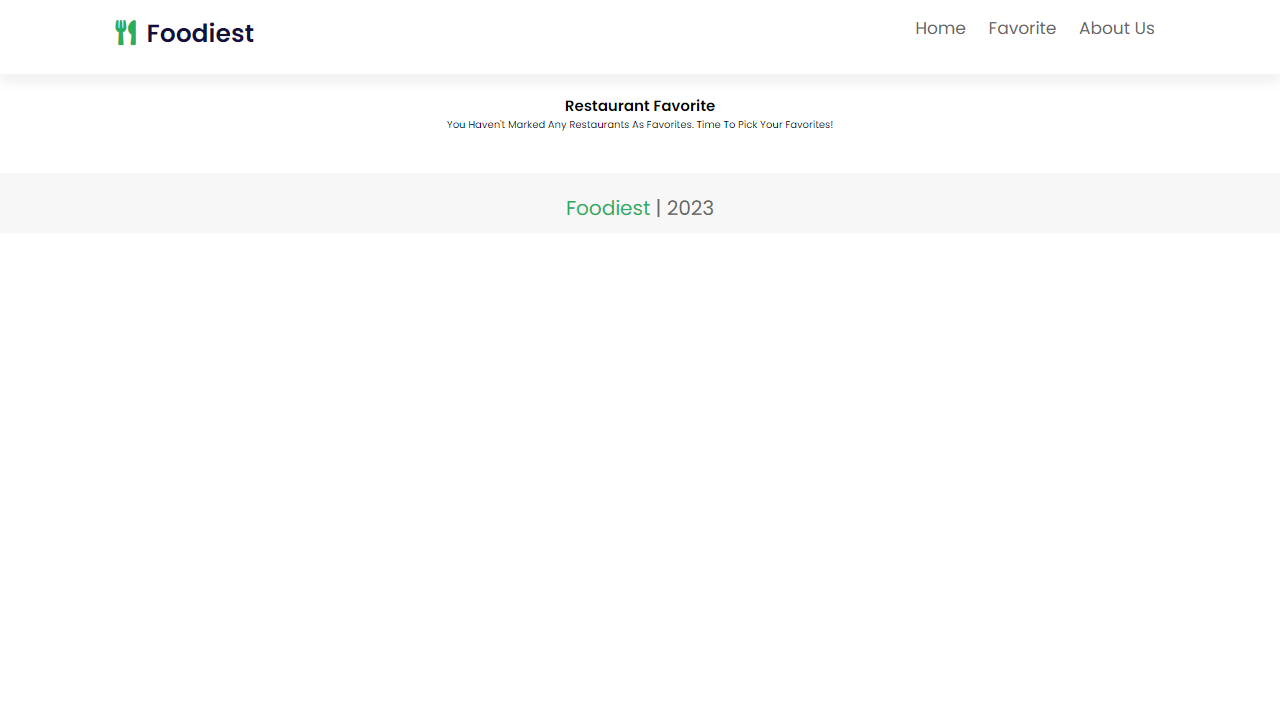 Foodiest
Home Favorite About Us
Restaurant Favorite
You Haven't Marked Any Restaurants As Favorites. Time To Pick Your Favorites!
Foodiest | 2023